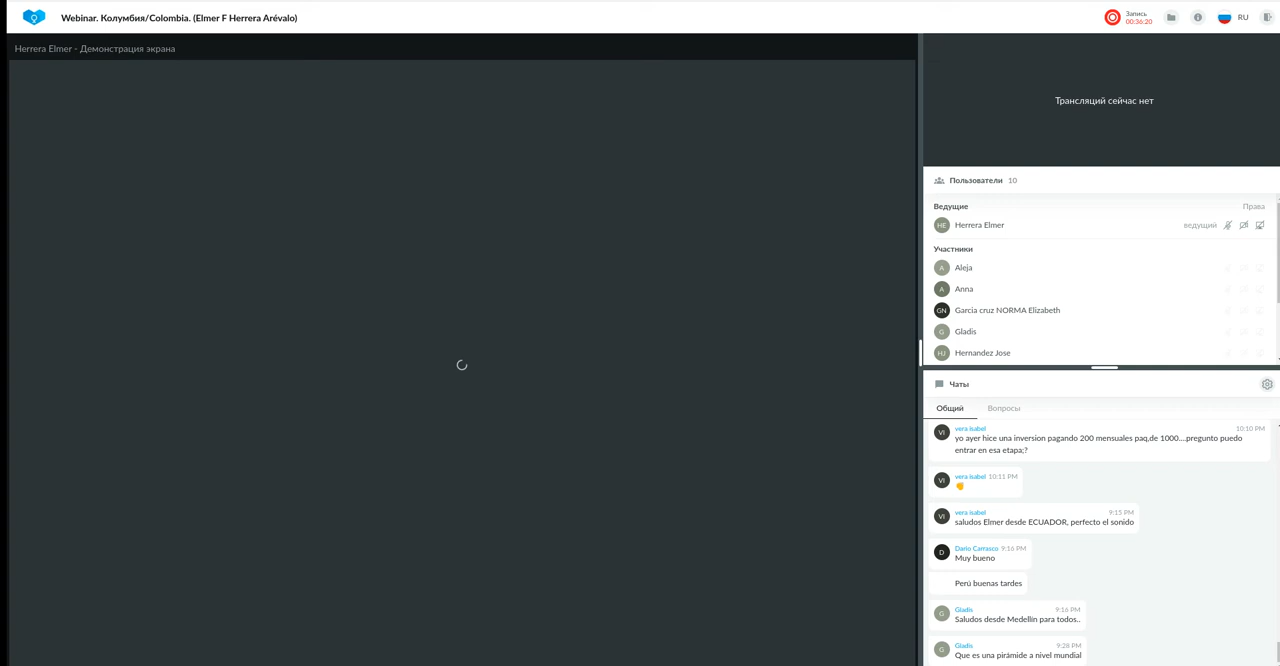 Webinar. Колумбия/Colombia. (Elmer F Herrera Arévalo)
Запись
00:36:20
RU
Herrera Elmer - Демонстрация экрана
Трансляций сейчас нет
Пользователи 10
Ведущие Права
HE Herrera Elmer ведущий
Участники
A Aleja
A Anna
GN Garcia cruz NORMA Elizabeth
G Gladis
HJ Hernandez Jose
Чаты
Общий Вопросы
VI vera isabel 10:10 PM
yo ayer hice una inversion pagando 200 mensuales paq,de 1000....pregunto puedo
entrar en esa etapa;?
VI vera isabel 10:11 PM
VI vera isabel 9:15 PM
saludos Elmer desde ECUADOR, perfecto el sonido
D Dario Carrasco 9:16 PM
Muy bueno
Perú buenas tardes
G Gladis 9:16 PM
Saludos desde Medellín para todos..
G Gladis 9:28 PM
Que es una pirámide a nivel mundial